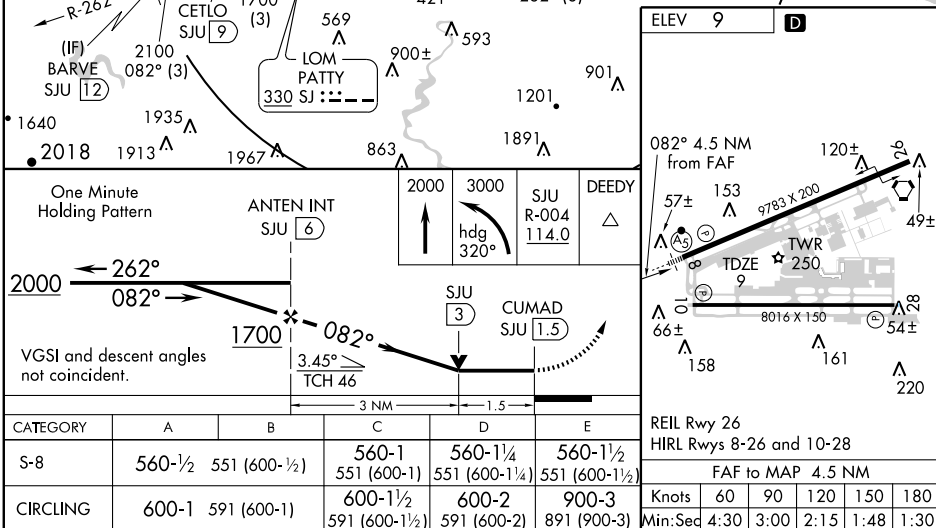 R-262
CETLO
SJU 9
1700
(3)
569
593
(IF)
BARVE
SJU 12
2100
082° (3)
LOM
PATTY
330 SJ
900±
901
1201
1640
1935
1913
1967
863
1891
2018
One Minute
Holding Pattern
ANTEN INT
SJU 6
2000
3000
hdg
320°
SJU
R-004
114.0
DEEDY
2000
262°
082°
1700
082°
3.45°
TCH 46
SJU
3
CUMAD
SJU 1.5
VGSI and descent angles
not coincident.
3 NM
1.5
CATEGORY A B C D E
S-8 560-½ 551 (600-½) 560-1 551 (600-1) 560-1¼ 551 (600-1¼) 560-1½ 551 (600-1½)
CIRCLING 600-1 591 (600-1) 600-1½ 591 (600-1½) 600-2 591 (600-2) 900-3 891 (900-3)
ELEV 9 D
082° 4.5 NM
from FAF
120±
26
57±
153
9783 X 200
49±
A5
P
8
TDZE
9
TWR
250
P
10
28
8016 X 150
P
54±
66±
158
161
220
REIL Rwy 26
HIRL Rwys 8-26 and 10-28
FAF to MAP 4.5 NM
Knots 60 90 120 150 180
Min:Sec 4:30 3:00 2:15 1:48 1:30